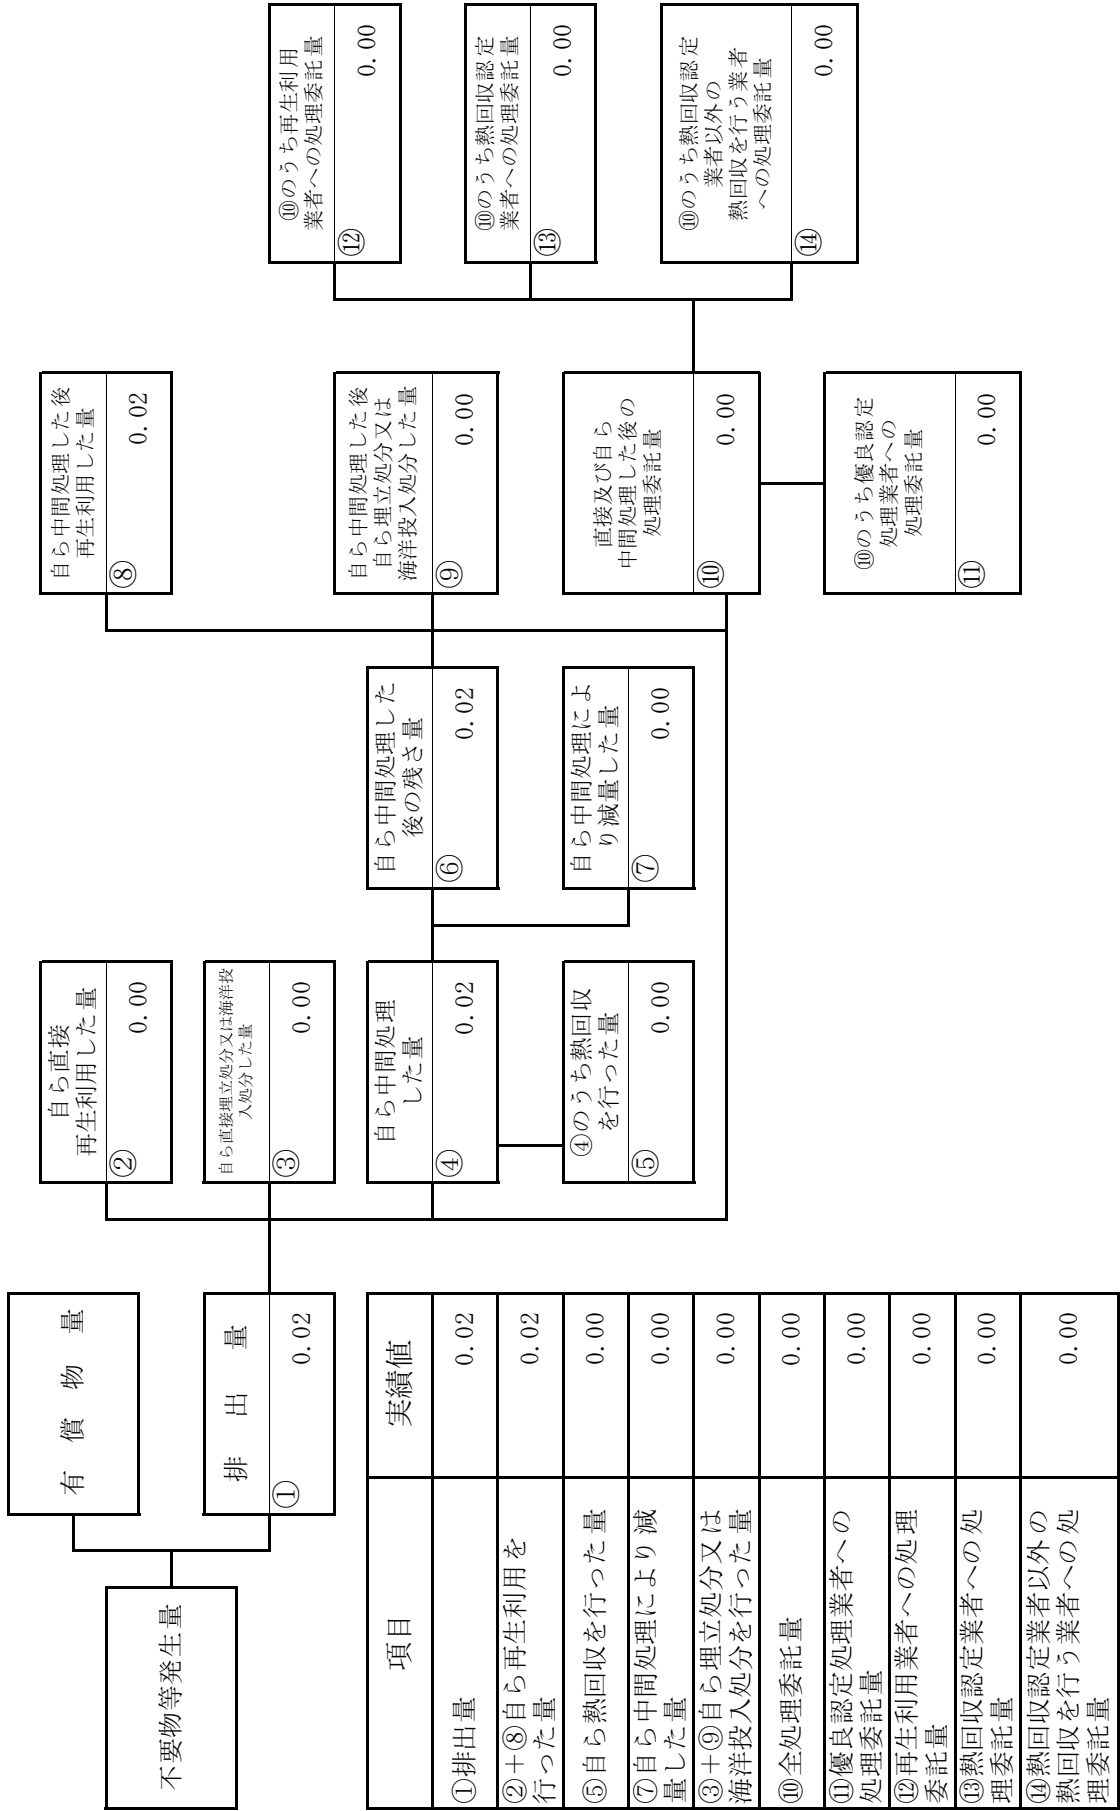 不要物等発生量
有償物量
排出量
①
0.02
自ら直接
再生利用した量
②
0.00
自ら直接埋立処分又は海洋投
入処分した量
③
0.00
自ら中間処理
した量
④
0.02
④のうち熱回収
を行った量
⑤
0.00
自ら中間処理した
後の残さ量
⑥
0.02
自ら中間処理によ
り減量した量
⑦
0.00
自ら中間処理した後
再生利用した量
⑧
0.02
自ら中間処理した後
自ら埋立処分又は
海洋投入処分した量
⑨
0.00
直接及び自ら
中間処理した後の
処理委託量
⑩
0.00
⑩のうち優良認定
処理業者への
処理委託量
⑪
0.00
⑩のうち再生利用
業者への処理委託量
⑫
0.00
⑩のうち熱回収認定
業者への処理委託量
⑬
0.00
⑩のうち熱回収認定
業者以外の
熱回収を行う業者
への処理委託量
⑭
0.00
項目
実績値
①排出量
0.02
②+⑧自ら再生利用を
行った量
0.02
⑤自ら熱回収を行った量
0.00
⑦自ら中間処理により減
量した量
0.00
③+⑨自ら埋立処分又は
海洋投入処分を行った量
0.00
⑩全処理委託量
0.00
⑪優良認定処理業者への
処理委託量
0.00
⑫再生利用業者への処理
委託量
0.00
⑬熱回収認定業者への処
理委託量
0.00
⑭熱回収認定業者以外の
熱回収を行う業者への処
理委託量
0.00